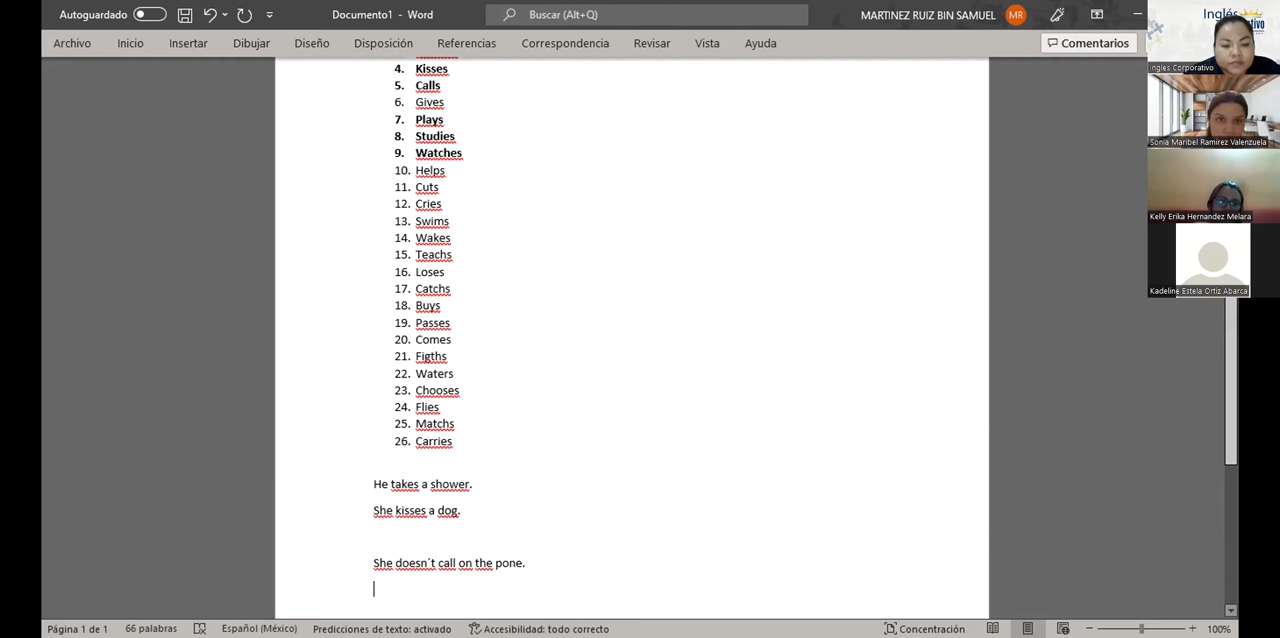 Autoguardado
Documento1 - Word
Buscar (Alt+Q)
MARTINEZ RUIZ BIN SAMUEL
MR
Archivo
Inicio
Insertar
Dibujar
Diseño
Disposición
Referencias
Correspondencia
Revisar
Vista
Ayuda
Comentarios
Inglés
Ingles Corporativo
Sonia Maribel Ramirez Valenzuela
Kelly Erika Hernandez Melara
Kadeline Estela Ortiz Abarca
4. Kisses
5. Calls
6. Gives
7. Plays
8. Studies
9. Watches
10. Helps
11. Cuts
12. Cries
13. Swims
14. Wakes
15. Teachs
16. Loses
17. Catchs
18. Buys
19. Passes
20. Comes
21. Figths
22. Waters
23. Chooses
24. Flies
25. Matchs
26. Carries
He takes a shower.
She kisses a dog.
She doesn´t call on the pone.
Página 1 de 1
66 palabras
Español (México)
Predicciones de texto: activado
Accesibilidad: todo correcto
Concentración
100%